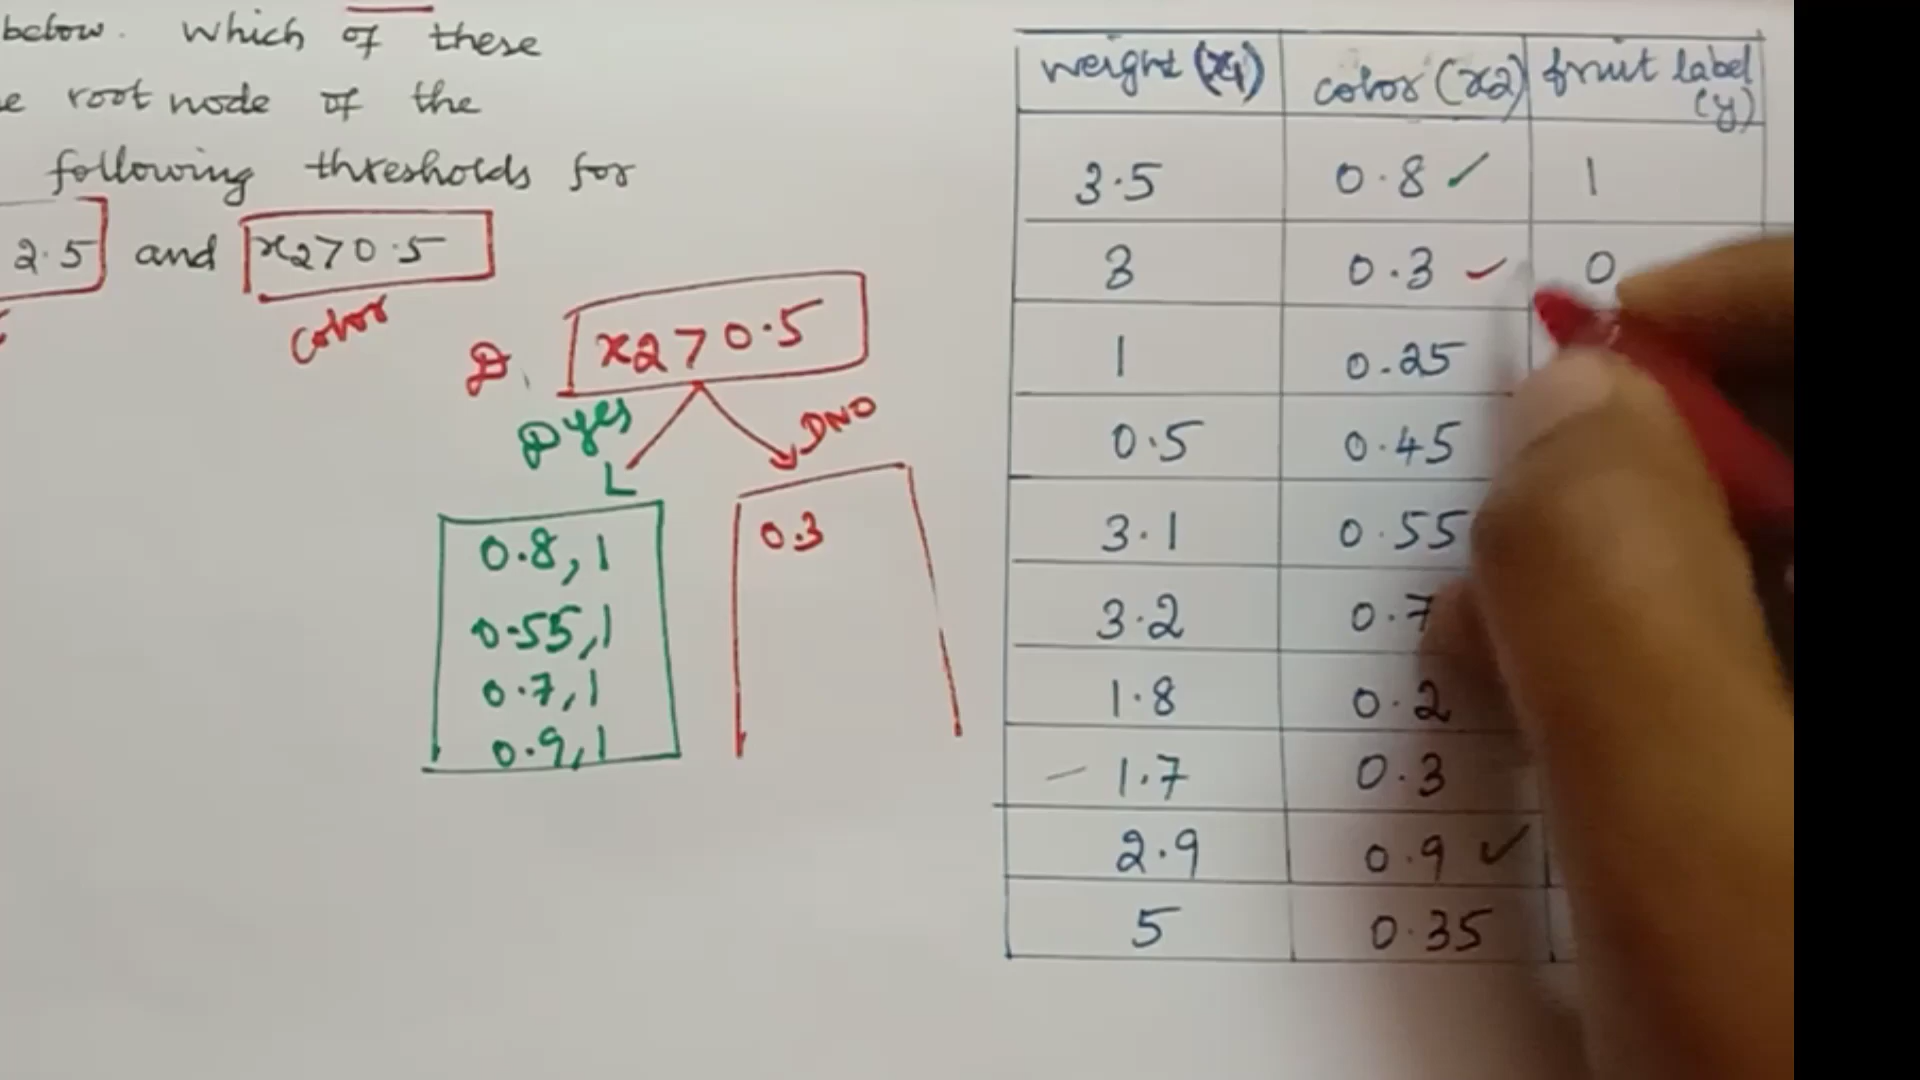 below. Which of these
e root node of the
following thresholds for
2.5 and x2>0.5
color
D, x2>0.5
D yes
L
D NO
0.8,1
0.55,1
0.7,1
0.9,1
0.3
weight (x1) color (x2) fruit label (y)
3.5 0.8 ✓ 1
3 0.3 ✓ 0
1 0.25
0.5 0.45
3.1 0.55
3.2 0.7
1.8 0.2
1.7 0.3
2.9 0.9 ✓
5 0.35